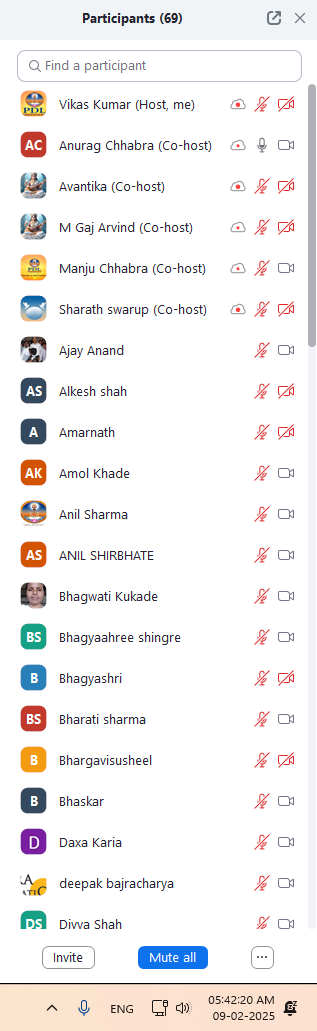 Participants (69)
Find a participant
PDL Vikas Kumar (Host, me)
AC Anurag Chhabra (Co-host)
Avantika (Co-host)
M Gaj Arvind (Co-host)
PDL Manju Chhabra (Co-host)
Sharath swarup (Co-host)
Ajay Anand
AS Alkesh shah
A Amarnath
AK Amol Khade
Anil Sharma
AS ANIL SHIRBHATE
Bhagwati Kukade
BS Bhagyaahree shingre
B Bhagyashri
BS Bharati sharma
B Bhargavisusheel
B Bhaskar
D Daxa Karia
deepak bajracharya
DS Divya Shah
Invite Mute all ...
ENG 05:42:20 AM
09-02-2025